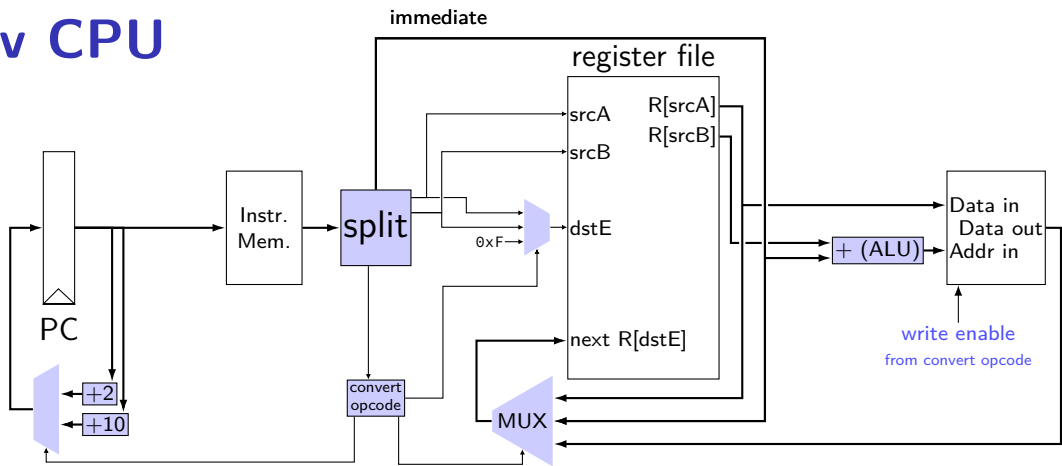 v CPU
immediate
register file
srcA
srcB
dstE
next R[dstE]
R[srcA]
R[srcB]
PC
Instr.
Mem.
split
0xF
convert
opcode
+2
+10
MUX
+ (ALU)
Data in
Data out
Addr in
write enable
from convert opcode